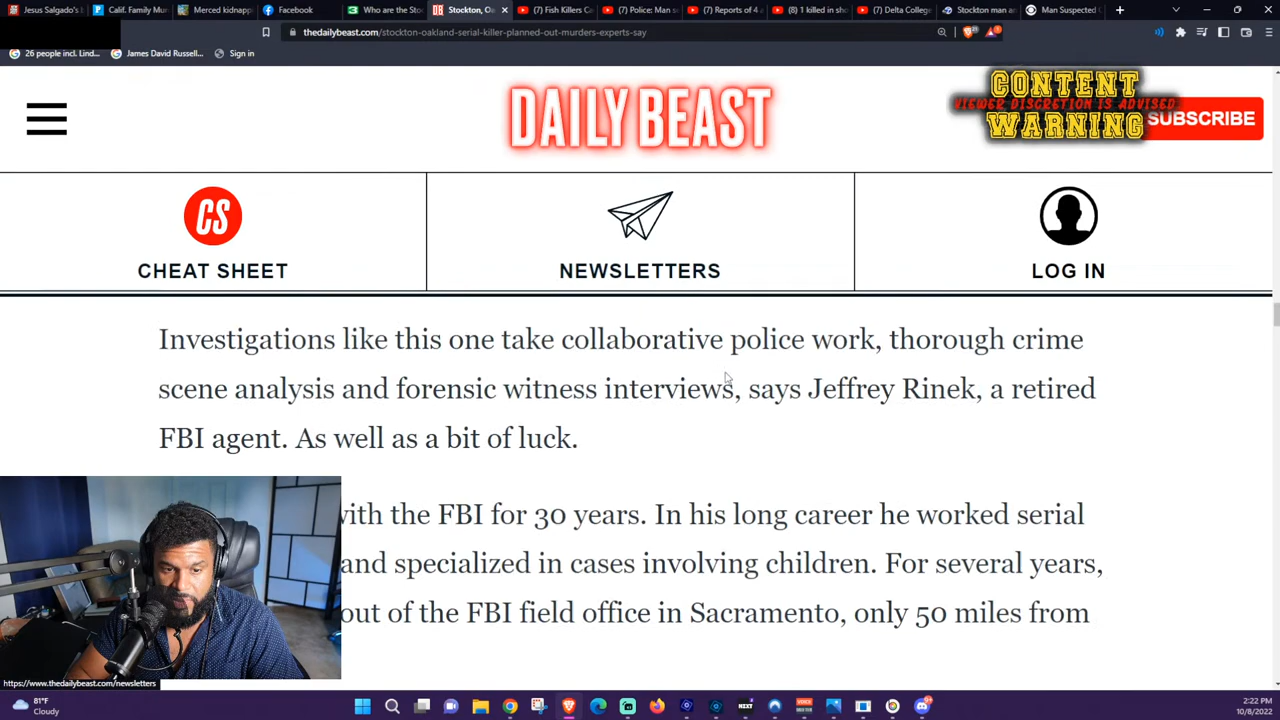 Jesus Salgado's
Calif. Family Mur
Merced kidnapp
Facebook
Who are the Sto
Stockton, Oa
(7) Fish Killers Ca
(7) Police: Man s
(7) Reports of 4 a
(8) 1 killed in sho
(7) Delta College
Stockton man ar
Man Suspected O
thedailybeast.com/stockton-oakland-serial-killer-planned-out-murders-experts-say
26 people incl. Lind...
James David Russell...
Sign in
DAILY BEAST
CONTENT
VIEWER DISCRETION IS ADVISED
WARNING
SUBSCRIBE
CS
CHEAT SHEET
NEWSLETTERS
LOG IN
Investigations like this one take collaborative police work, thorough crime
scene analysis and forensic witness interviews, says Jeffrey Rinek, a retired
FBI agent. As well as a bit of luck.
with the FBI for 30 years. In his long career he worked serial
and specialized in cases involving children. For several years,
out of the FBI field office in Sacramento, only 50 miles from
https://www.thedailybeast.com/newsletters
81°F
Cloudy
2:22 PM
10/8/2022